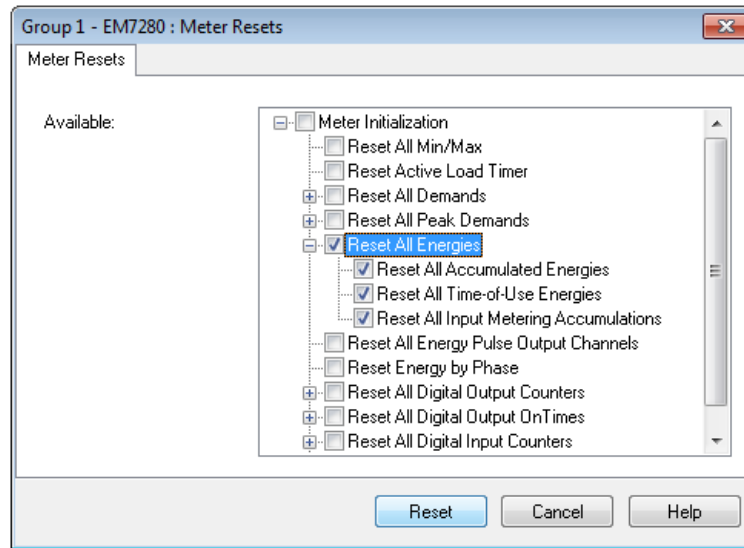 Group 1 - EM7280 : Meter Resets
Meter Resets
Available:
Meter Initialization
Reset All Min/Max
Reset Active Load Timer
Reset All Demands
Reset All Peak Demands
Reset All Energies
Reset All Accumulated Energies
Reset All Time-of-Use Energies
Reset All Input Metering Accumulations
Reset All Energy Pulse Output Channels
Reset Energy by Phase
Reset All Digital Output Counters
Reset All Digital Output OnTimes
Reset All Digital Input Counters
Reset Cancel Help